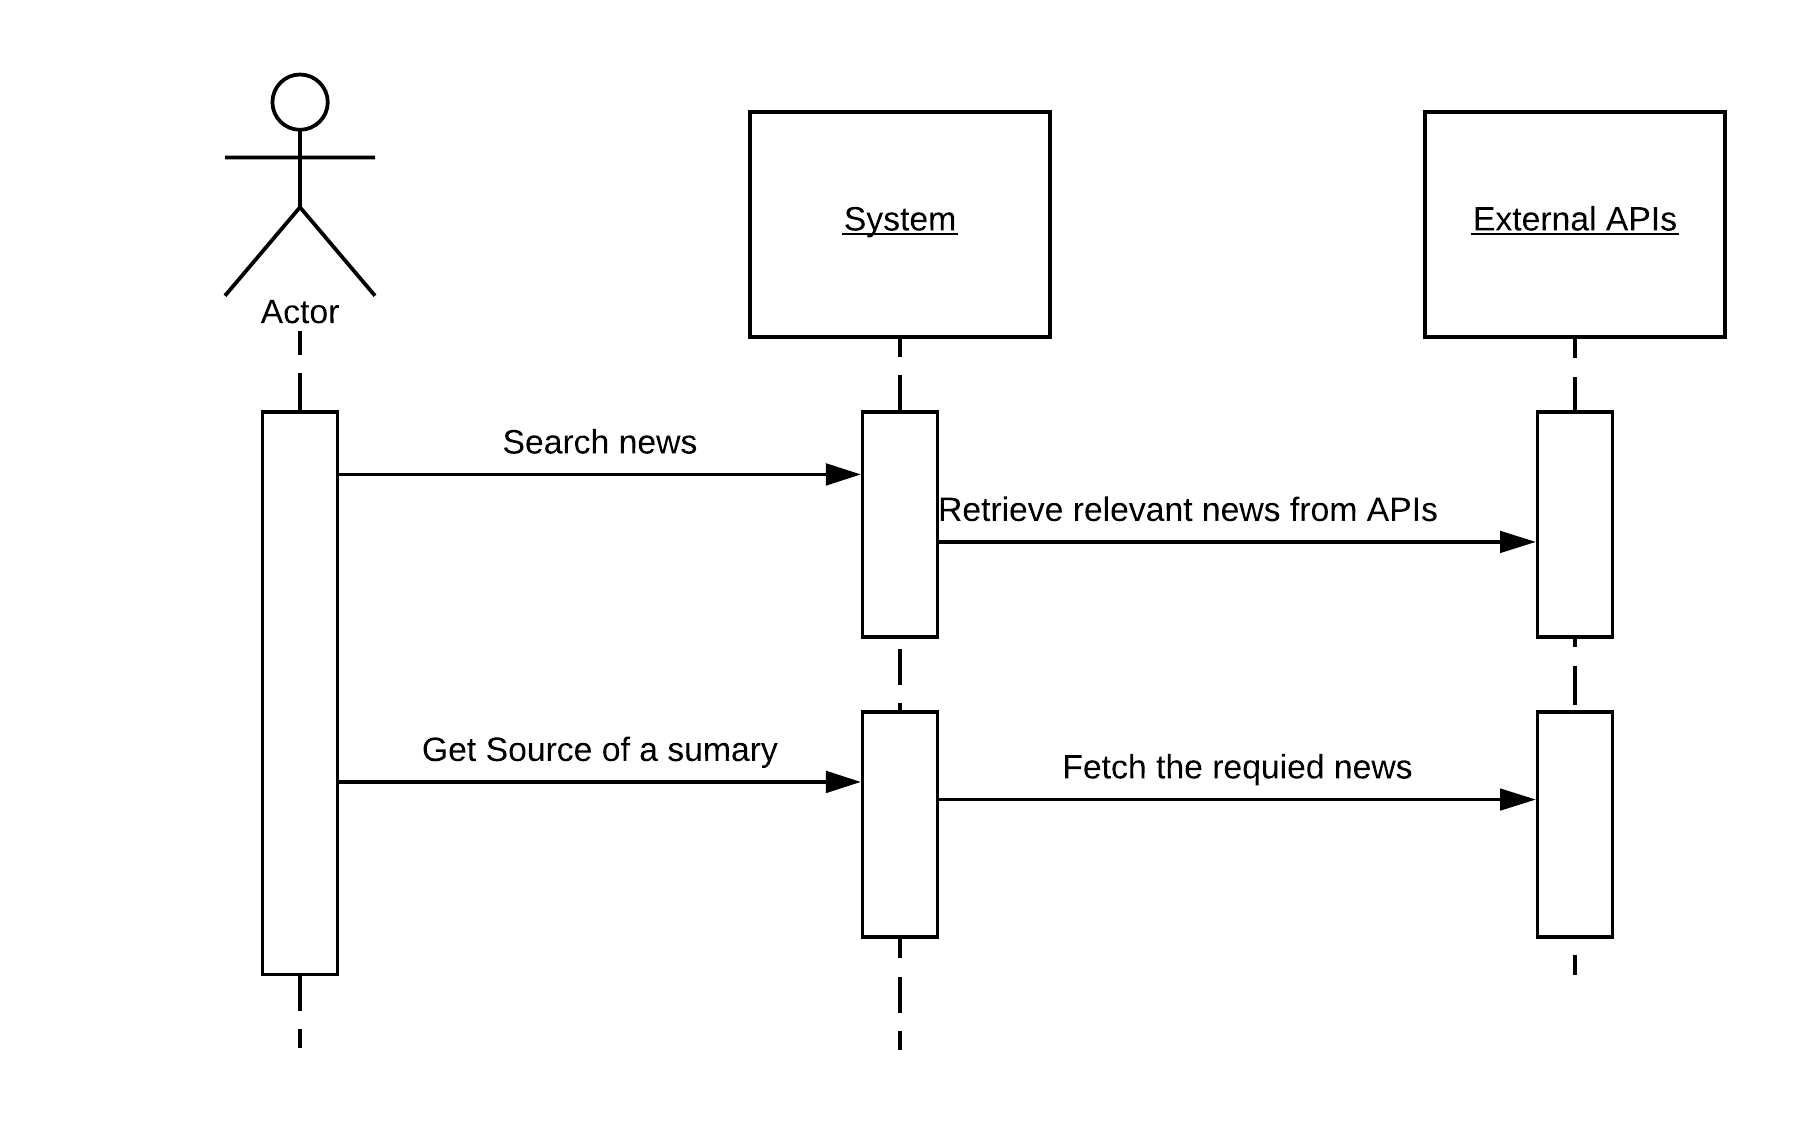 Actor
System
External APIs
Search news
Retrieve relevant news from APIs
Get Source of a sumary
Fetch the requied news